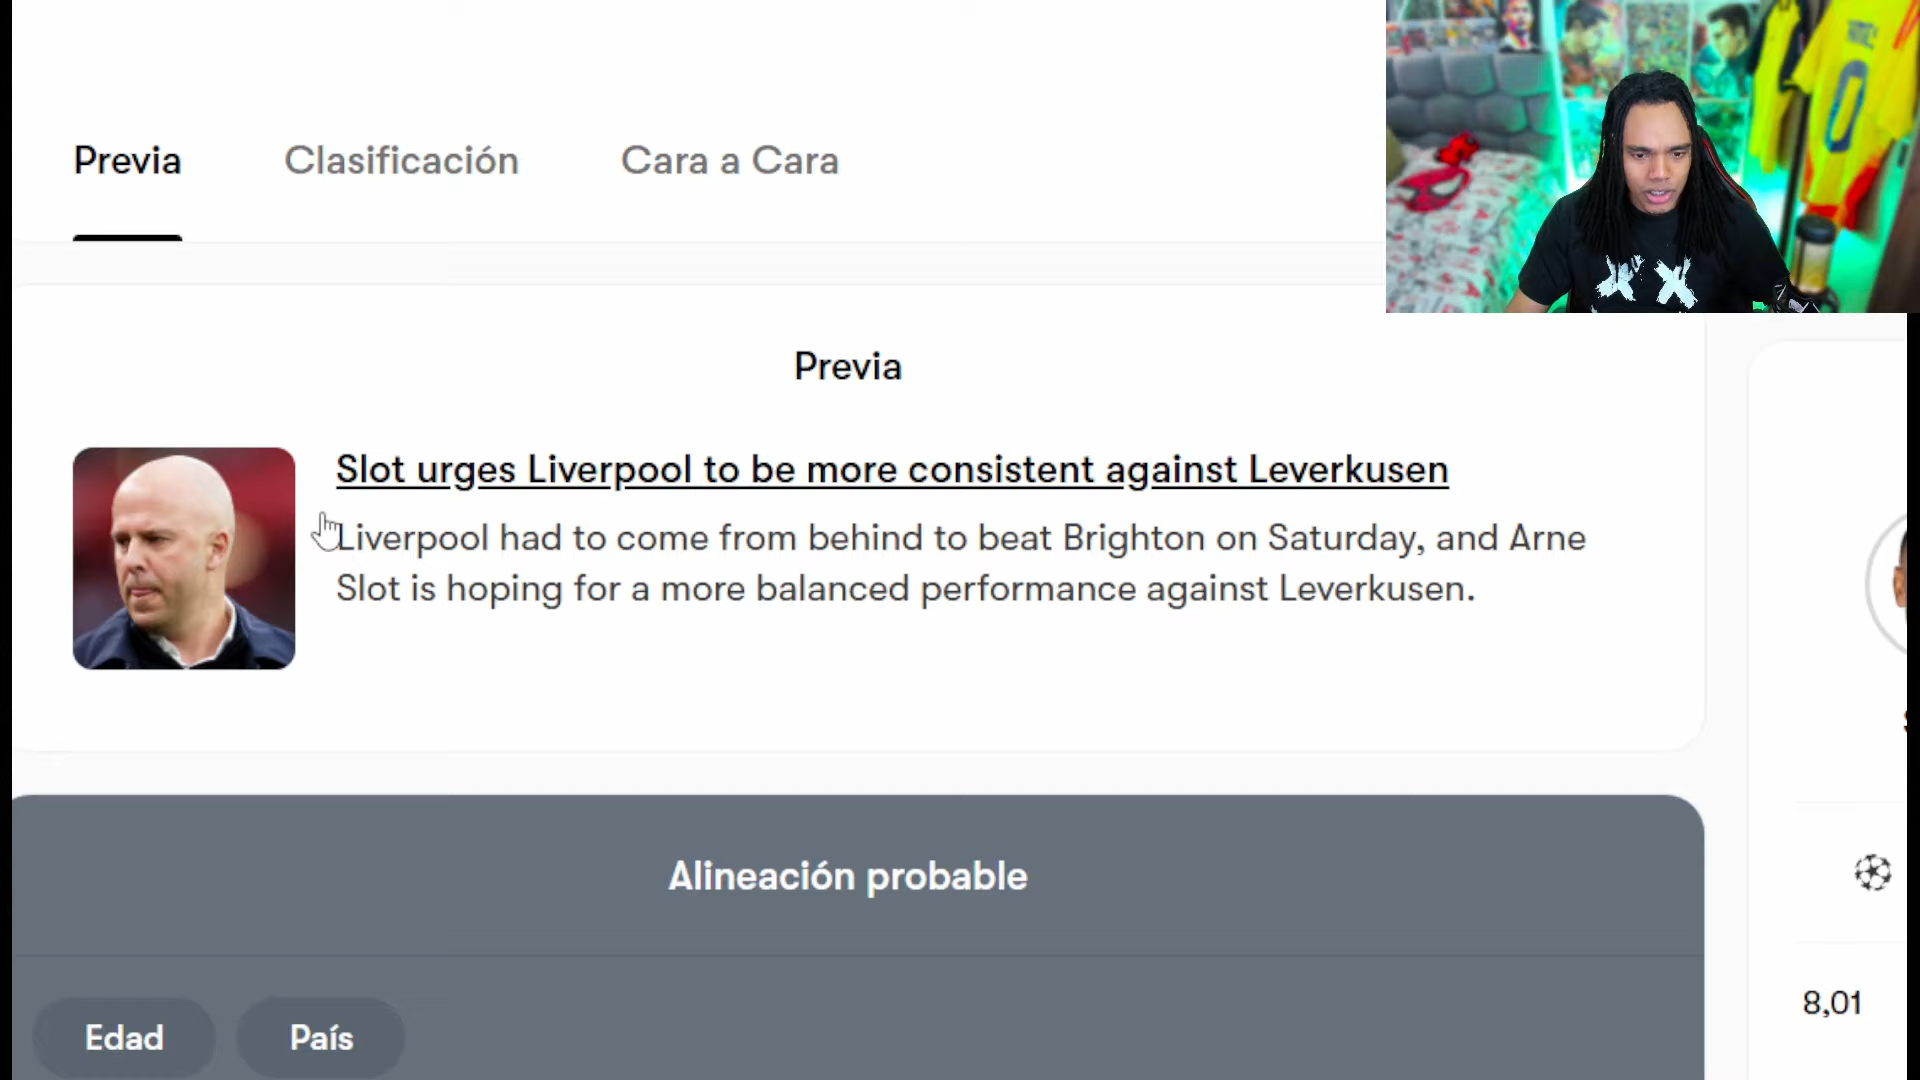 Previa
Clasificación
Cara a Cara
Previa
Slot urges Liverpool to be more consistent against Leverkusen
Liverpool had to come from behind to beat Brighton on Saturday, and Arne
Slot is hoping for a more balanced performance against Leverkusen.
Alineación probable
Edad
País
8,01
0